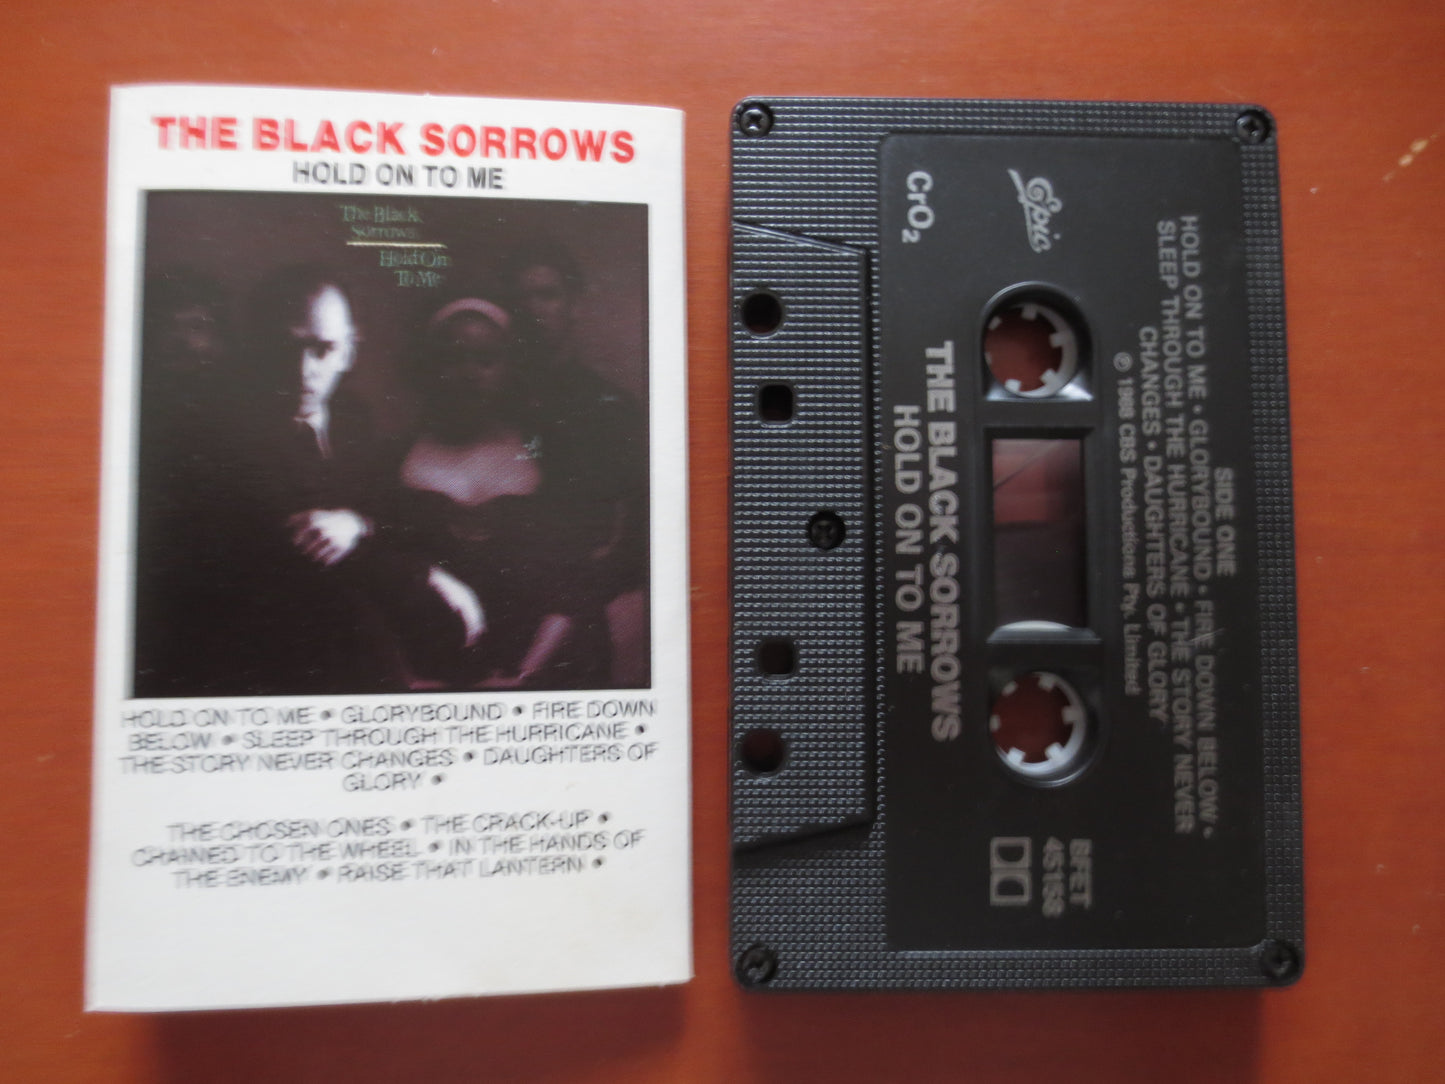 THE BLACK SORROWS
HOLD ON TO ME
The Black
Sorrows
Hold On
To Me
HOLD ON TO ME • GLORYBOUND • FIRE DOWN
BELOW • SLEEP THROUGH THE HURRICANE •
THE STORY NEVER CHANGES • DAUGHTERS OF
GLORY •
THE CHOSEN ONES • THE CRACK-UP •
CHAINED TO THE WHEEL • IN THE HANDS OF
THE ENEMY • RAISE THAT LANTERN •
CrO2
Epic
THE BLACK SORROWS
HOLD ON TO ME
SIDE ONE
HOLD ON TO ME • GLORYBOUND • FIRE DOWN BELOW •
SLEEP THROUGH THE HURRICANE • THE STORY NEVER
CHANGES • DAUGHTERS OF GLORY
℗ 1988 CBS Productions Pty. Limited
BFET
45158